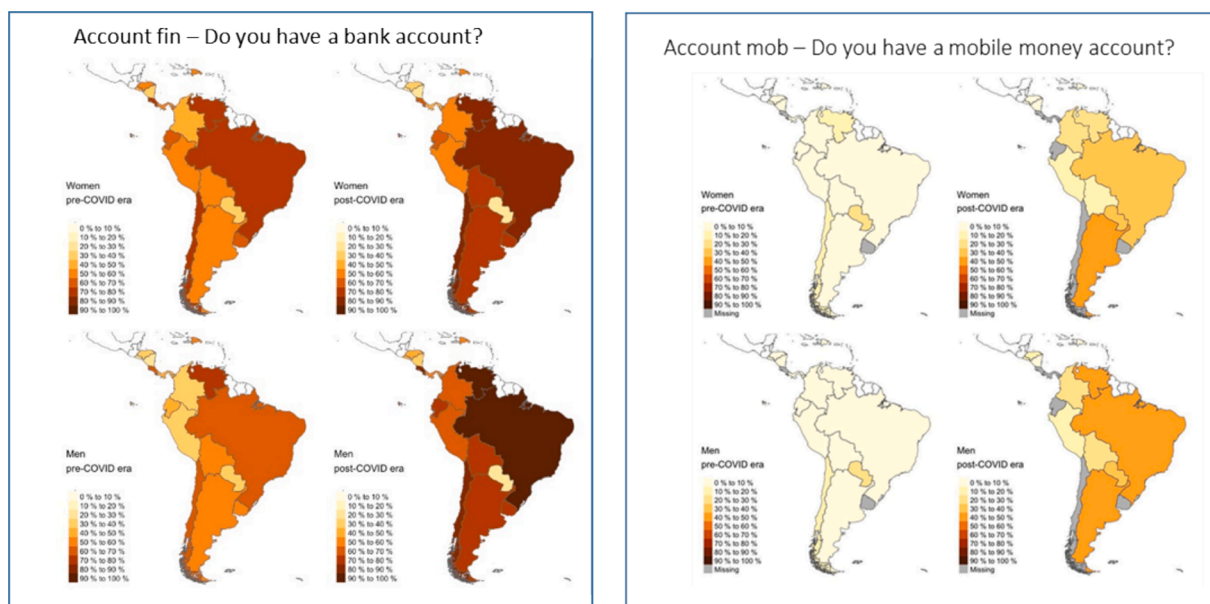 Account fin – Do you have a bank account?
Women
pre-COVID era
0 % to 10 %
10 % to 20 %
20 % to 30 %
30 % to 40 %
40 % to 50 %
50 % to 60 %
60 % to 70 %
70 % to 80 %
80 % to 90 %
90 % to 100 %
Women
post-COVID era
0 % to 10 %
10 % to 20 %
20 % to 30 %
30 % to 40 %
40 % to 50 %
50 % to 60 %
60 % to 70 %
70 % to 80 %
80 % to 90 %
90 % to 100 %
Men
pre-COVID era
0 % to 10 %
10 % to 20 %
20 % to 30 %
30 % to 40 %
40 % to 50 %
50 % to 60 %
60 % to 70 %
70 % to 80 %
80 % to 90 %
90 % to 100 %
Men
post-COVID era
0 % to 10 %
10 % to 20 %
20 % to 30 %
30 % to 40 %
40 % to 50 %
50 % to 60 %
60 % to 70 %
70 % to 80 %
80 % to 90 %
90 % to 100 %
Account mob – Do you have a mobile money account?
Women
pre-COVID era
0 % to 10 %
10 % to 20 %
20 % to 30 %
30 % to 40 %
40 % to 50 %
50 % to 60 %
60 % to 70 %
70 % to 80 %
80 % to 90 %
90 % to 100 %
Missing
Women
post-COVID era
0 % to 10 %
10 % to 20 %
20 % to 30 %
30 % to 40 %
40 % to 50 %
50 % to 60 %
60 % to 70 %
70 % to 80 %
80 % to 90 %
90 % to 100 %
Missing
Men
pre-COVID era
0 % to 10 %
10 % to 20 %
20 % to 30 %
30 % to 40 %
40 % to 50 %
50 % to 60 %
60 % to 70 %
70 % to 80 %
80 % to 90 %
90 % to 100 %
Missing
Men
post-COVID era
0 % to 10 %
10 % to 20 %
20 % to 30 %
30 % to 40 %
40 % to 50 %
50 % to 60 %
60 % to 70 %
70 % to 80 %
80 % to 90 %
90 % to 100 %
Missing